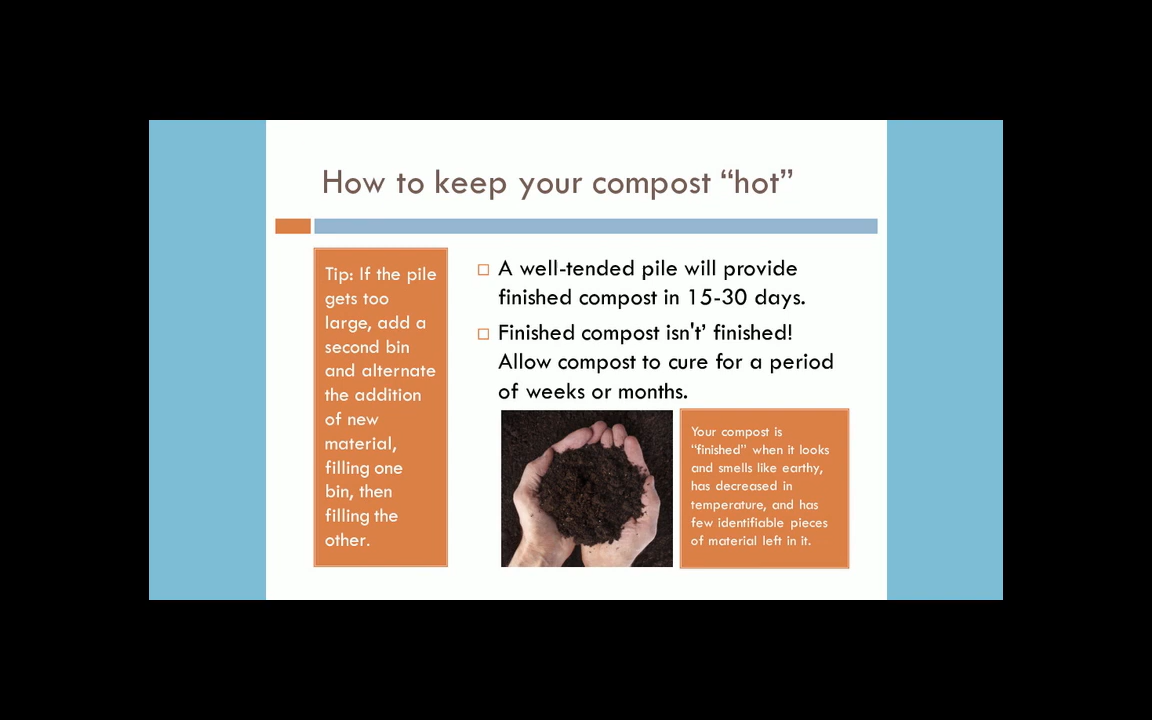 How to keep your compost “hot”
Tip: If the pile
gets too
large, add a
second bin
and alternate
the addition
of new
material,
filling one
bin, then
filling the
other.
A well-tended pile will provide
finished compost in 15-30 days.
Finished compost isn't’ finished!
Allow compost to cure for a period
of weeks or months.
Your compost is
“finished” when it looks
and smells like earthy,
has decreased in
temperature, and has
few identifiable pieces
of material left in it.